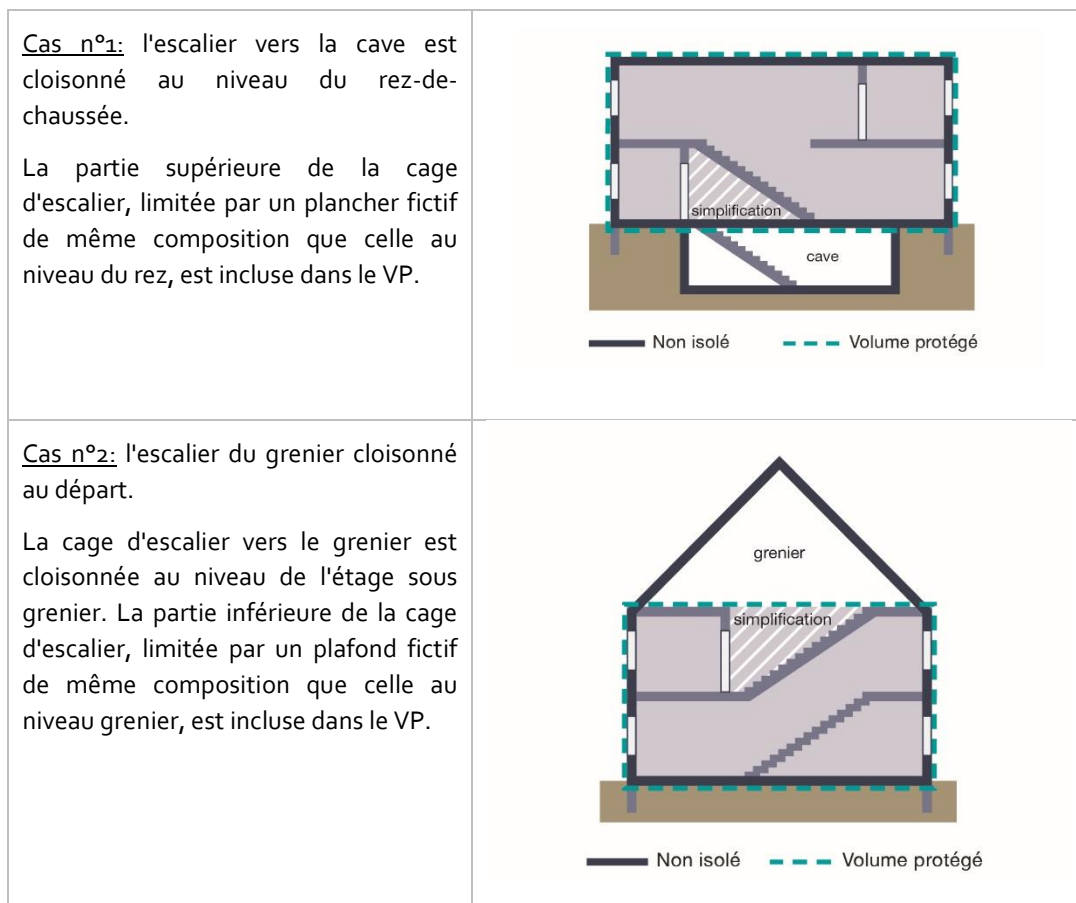 Cas n°1: l'escalier vers la cave est
cloisonné au niveau du rez-de-
chaussée.
La partie supérieure de la cage
d'escalier, limitée par un plancher fictif
de même composition que celle au
niveau du rez, est incluse dans le VP.
simplification
cave
Non isolé
Volume protégé
Cas n°2: l'escalier du grenier cloisonné
au départ.
La cage d'escalier vers le grenier est
cloisonnée au niveau de l'étage sous
grenier. La partie inférieure de la cage
d'escalier, limitée par un plafond fictif
de même composition que celle au
niveau grenier, est incluse dans le VP.
grenier
simplification
Non isolé
Volume protégé